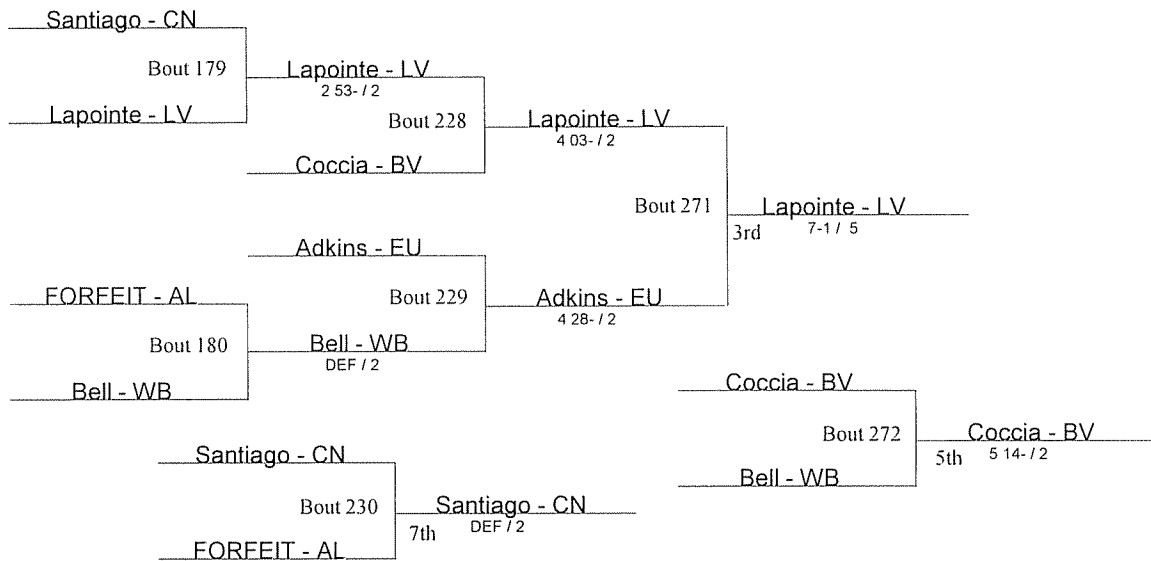 Santiago - CN
Bout 179
Lapointe - LV
2 53- / 2
Lapointe - LV
Bout 228
Lapointe - LV
4 03- / 2
Coccia - BV
Bout 271
Lapointe - LV
3rd
7-1 / 5
Adkins - EU
FORFEIT - AL
Bout 229
Adkins - EU
4 28- / 2
Bout 180
Bell - WB
DEF / 2
Bell - WB
Coccia - BV
Bout 272
Coccia - BV
5th
5 14- / 2
Bell - WB
Santiago - CN
Bout 230
Santiago - CN
7th
DEF / 2
FORFEIT - AL